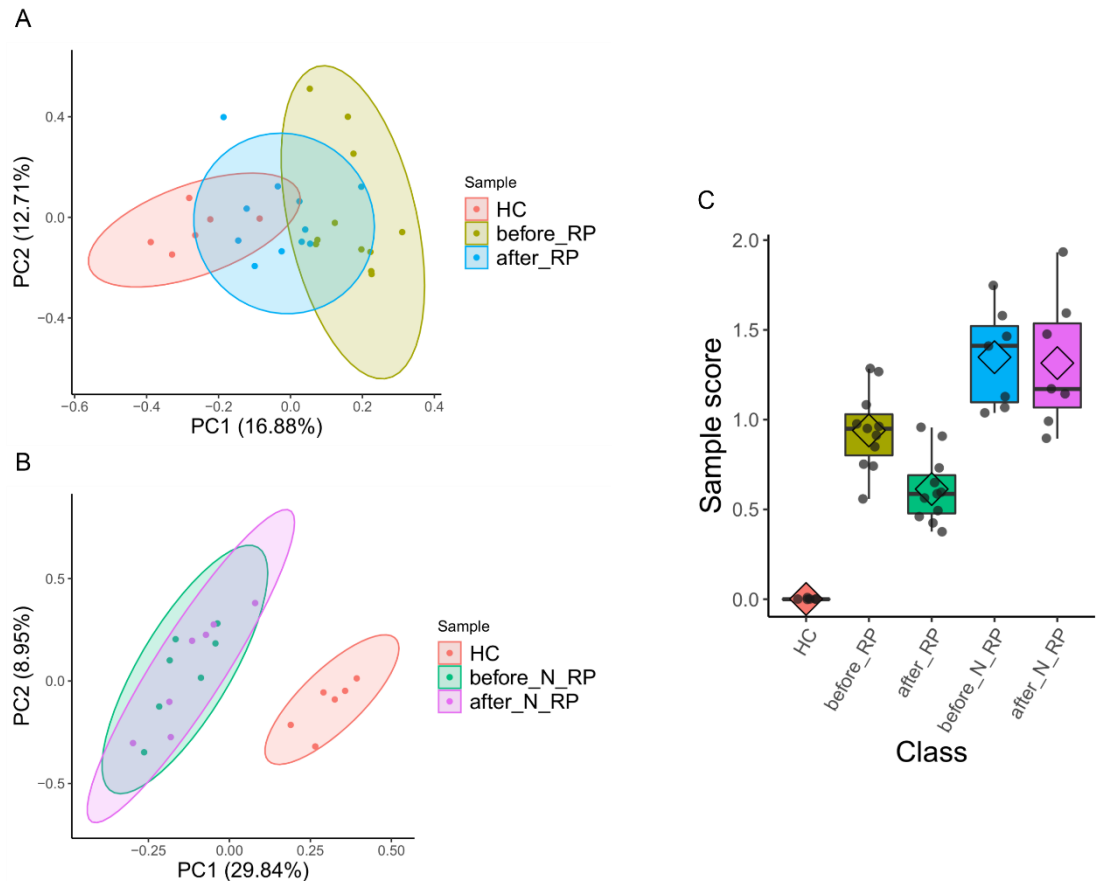 A
0.4
0.0
−0.4
PC2 (12.71%)
−0.6
−0.4
−0.2
0.0
0.2
0.4
PC1 (16.88%)
Sample
HC
before_RP
after_RP
B
0.5
0.0
−0.5
PC2 (8.95%)
−0.25
0.00
0.25
0.50
PC1 (29.84%)
Sample
HC
before_N_RP
after_N_RP
C
2.0
1.5
1.0
0.5
0.0
Sample score
HC
before_RP
after_RP
before_N_RP
after_N_RP
Class